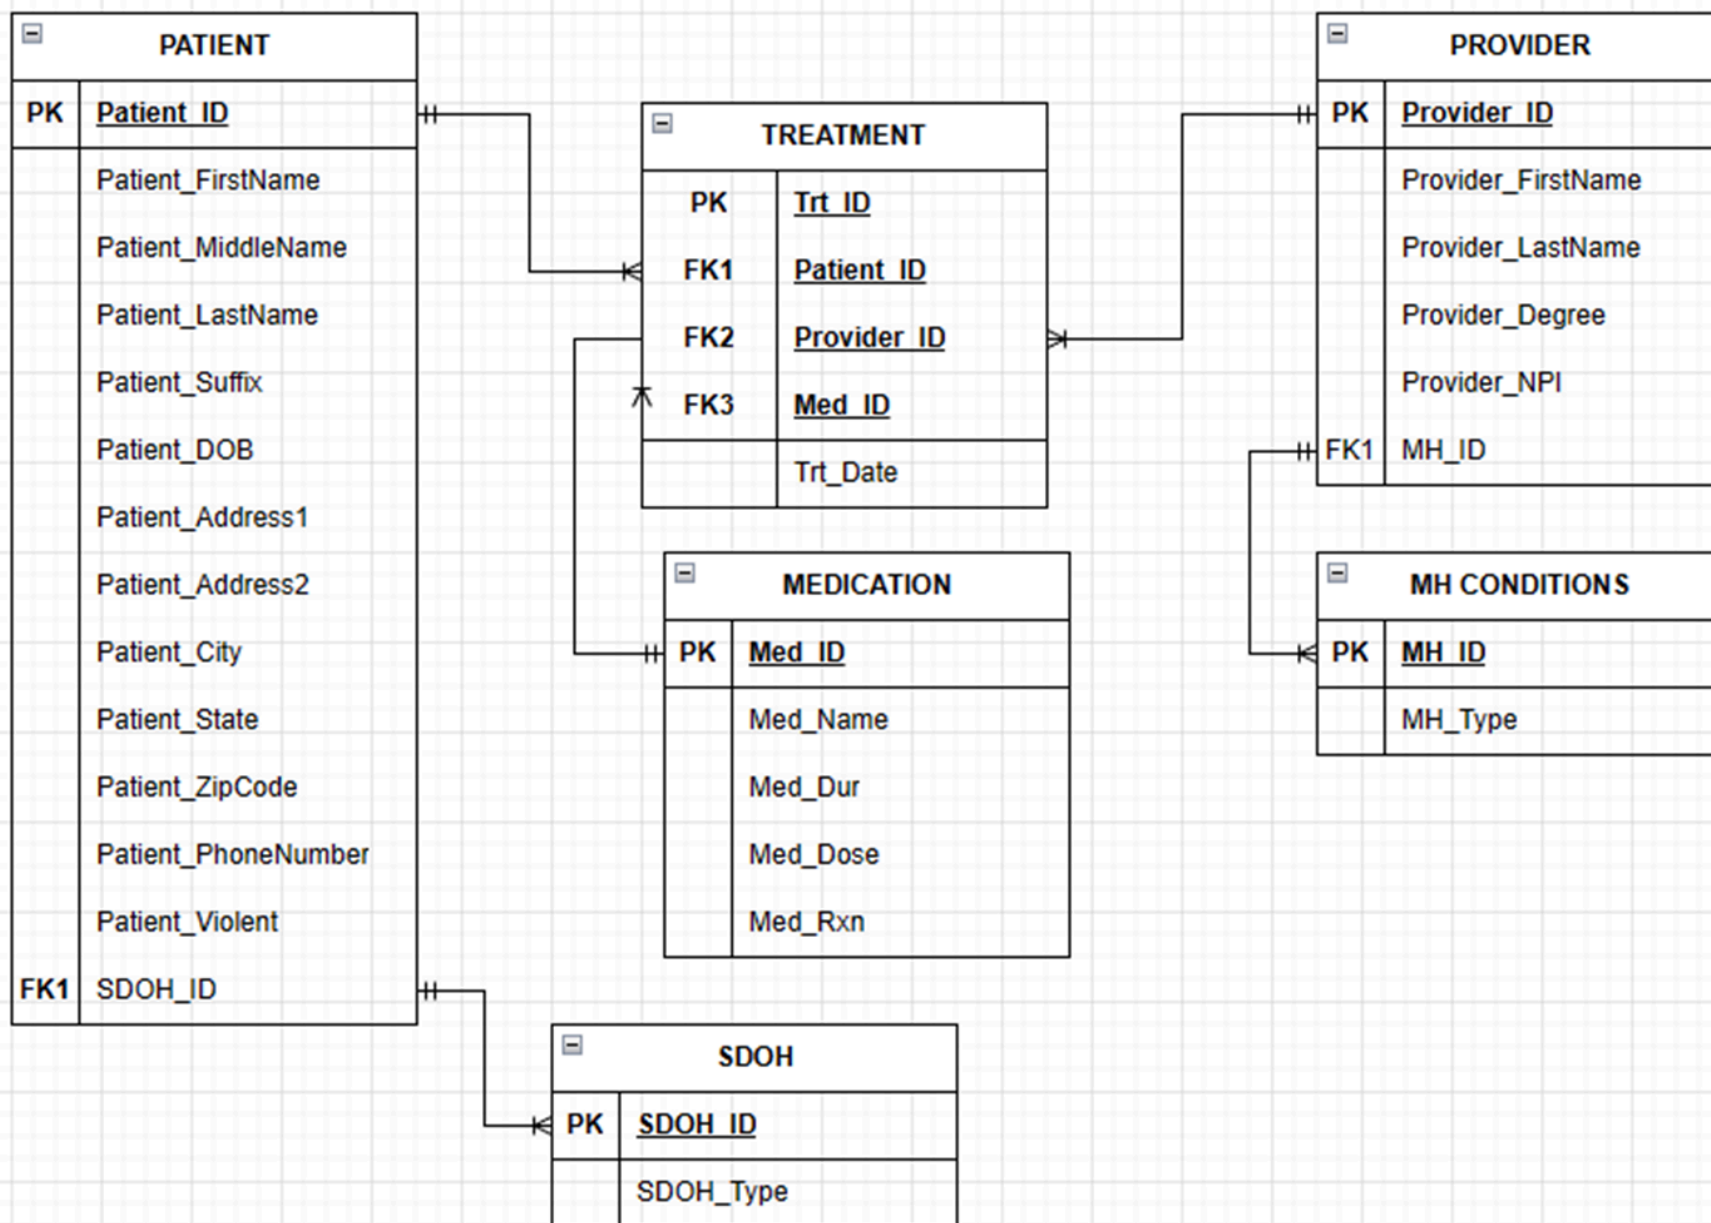 PATIENT
PK Patient_ID
Patient_FirstName
Patient_MiddleName
Patient_LastName
Patient_Suffix
Patient_DOB
Patient_Address1
Patient_Address2
Patient_City
Patient_State
Patient_ZipCode
Patient_PhoneNumber
Patient_Violent
FK1 SDOH_ID
TREATMENT
PK Trt_ID
FK1 Patient_ID
FK2 Provider_ID
FK3 Med_ID
Trt_Date
MEDICATION
PK Med_ID
Med_Name
Med_Dur
Med_Dose
Med_Rxn
SDOH
PK SDOH_ID
SDOH_Type
PROVIDER
PK Provider_ID
Provider_FirstName
Provider_LastName
Provider_Degree
Provider_NPI
FK1 MH_ID
MH CONDITIONS
PK MH_ID
MH_Type